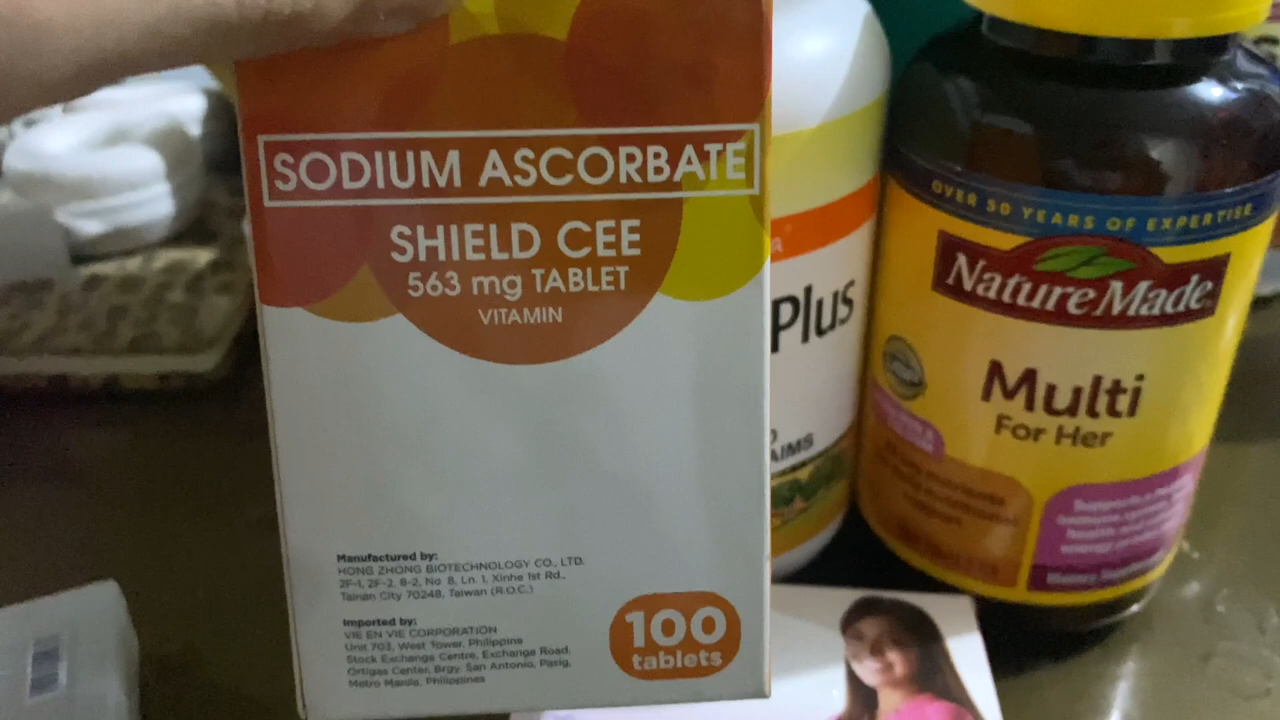 SODIUM ASCORBATE
SHIELD CEE
563 mg TABLET
VITAMIN
Manufactured by:
HONG ZHONG BIOTECHNOLOGY CO., LTD.
2F-1, 2F-2, 8-2, No. 8, Ln. 1, Xinhe 1st Rd.,
Tainan City 70248, Taiwan (R.O.C.)
Imported by:
VIE EN VIE CORPORATION
Unit 703, West Tower, Philippine
Stock Exchange Centre, Exchange Road,
Ortigas Center, Brgy. San Antonio, Pasig,
Metro Manila, Philippines
100
tablets
Plus
AIMS
OVER 50 YEARS OF EXPERTISE
Nature Made
Multi
For Her